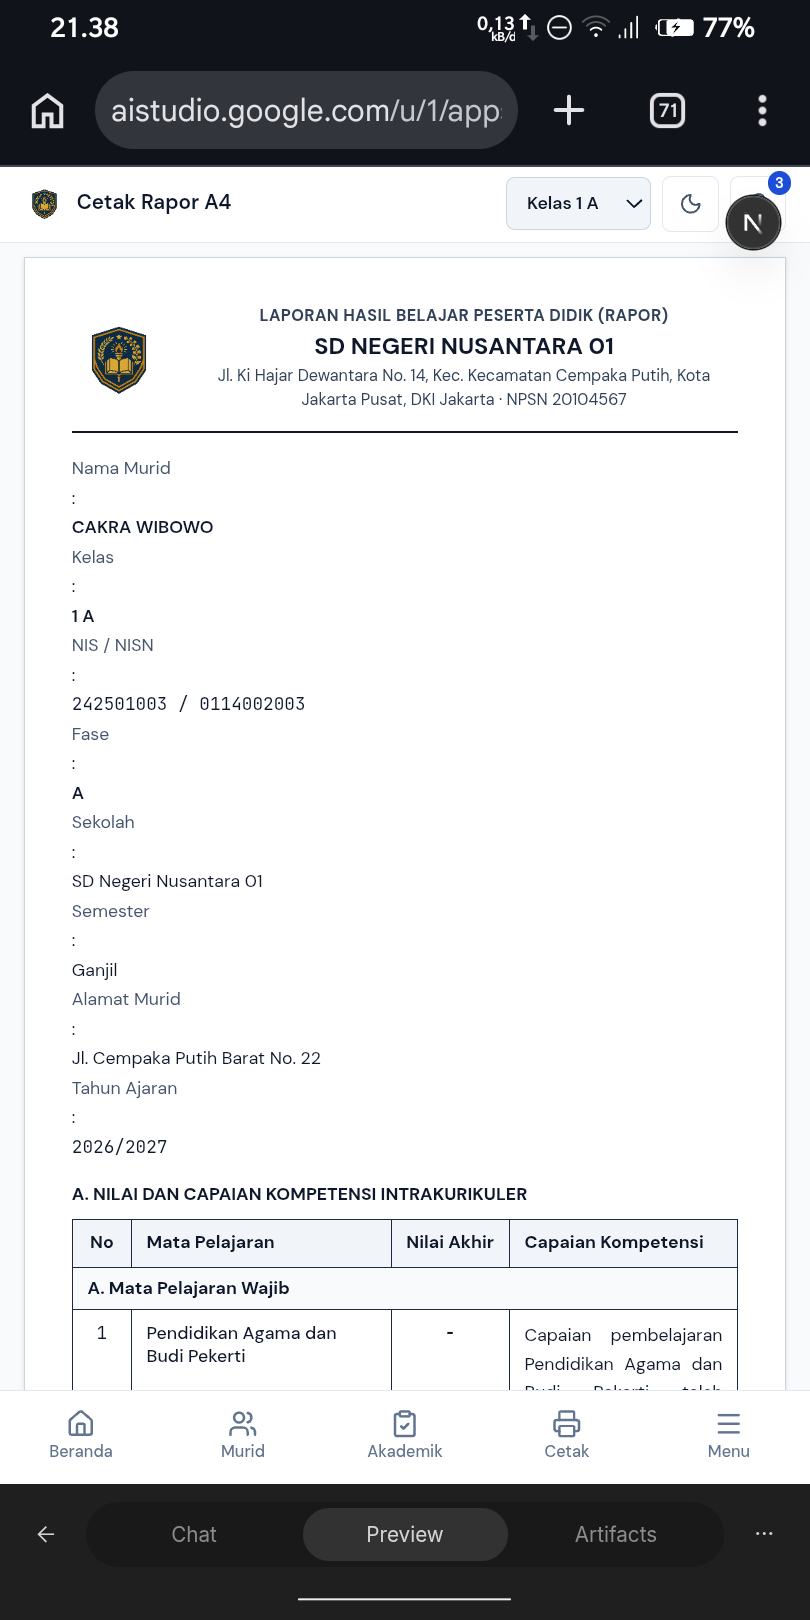 21.38
0,13
kB/d
77%
aistudio.google.com/u/1/app
71
Cetak Rapor A4
Kelas 1 A
3
N
LAPORAN HASIL BELAJAR PESERTA DIDIK (RAPOR)
SD NEGERI NUSANTARA 01
Jl. Ki Hajar Dewantara No. 14, Kec. Kecamatan Cempaka Putih, Kota
Jakarta Pusat, DKI Jakarta · NPSN 20104567
Nama Murid
:
CAKRA WIBOWO
Kelas
:
1 A
NIS / NISN
:
242501003 / 0114002003
Fase
:
A
Sekolah
:
SD Negeri Nusantara 01
Semester
:
Ganjil
Alamat Murid
:
Jl. Cempaka Putih Barat No. 22
Tahun Ajaran
:
2026/2027
A. NILAI DAN CAPAIAN KOMPETENSI INTRAKURIKULER
No Mata Pelajaran Nilai Akhir Capaian Kompetensi
A. Mata Pelajaran Wajib
1 Pendidikan Agama dan - Capaian pembelajaran
Budi Pekerti Pendidikan Agama dan
Budi Pekerti telah
Beranda Murid Akademik Cetak Menu
Chat Preview Artifacts